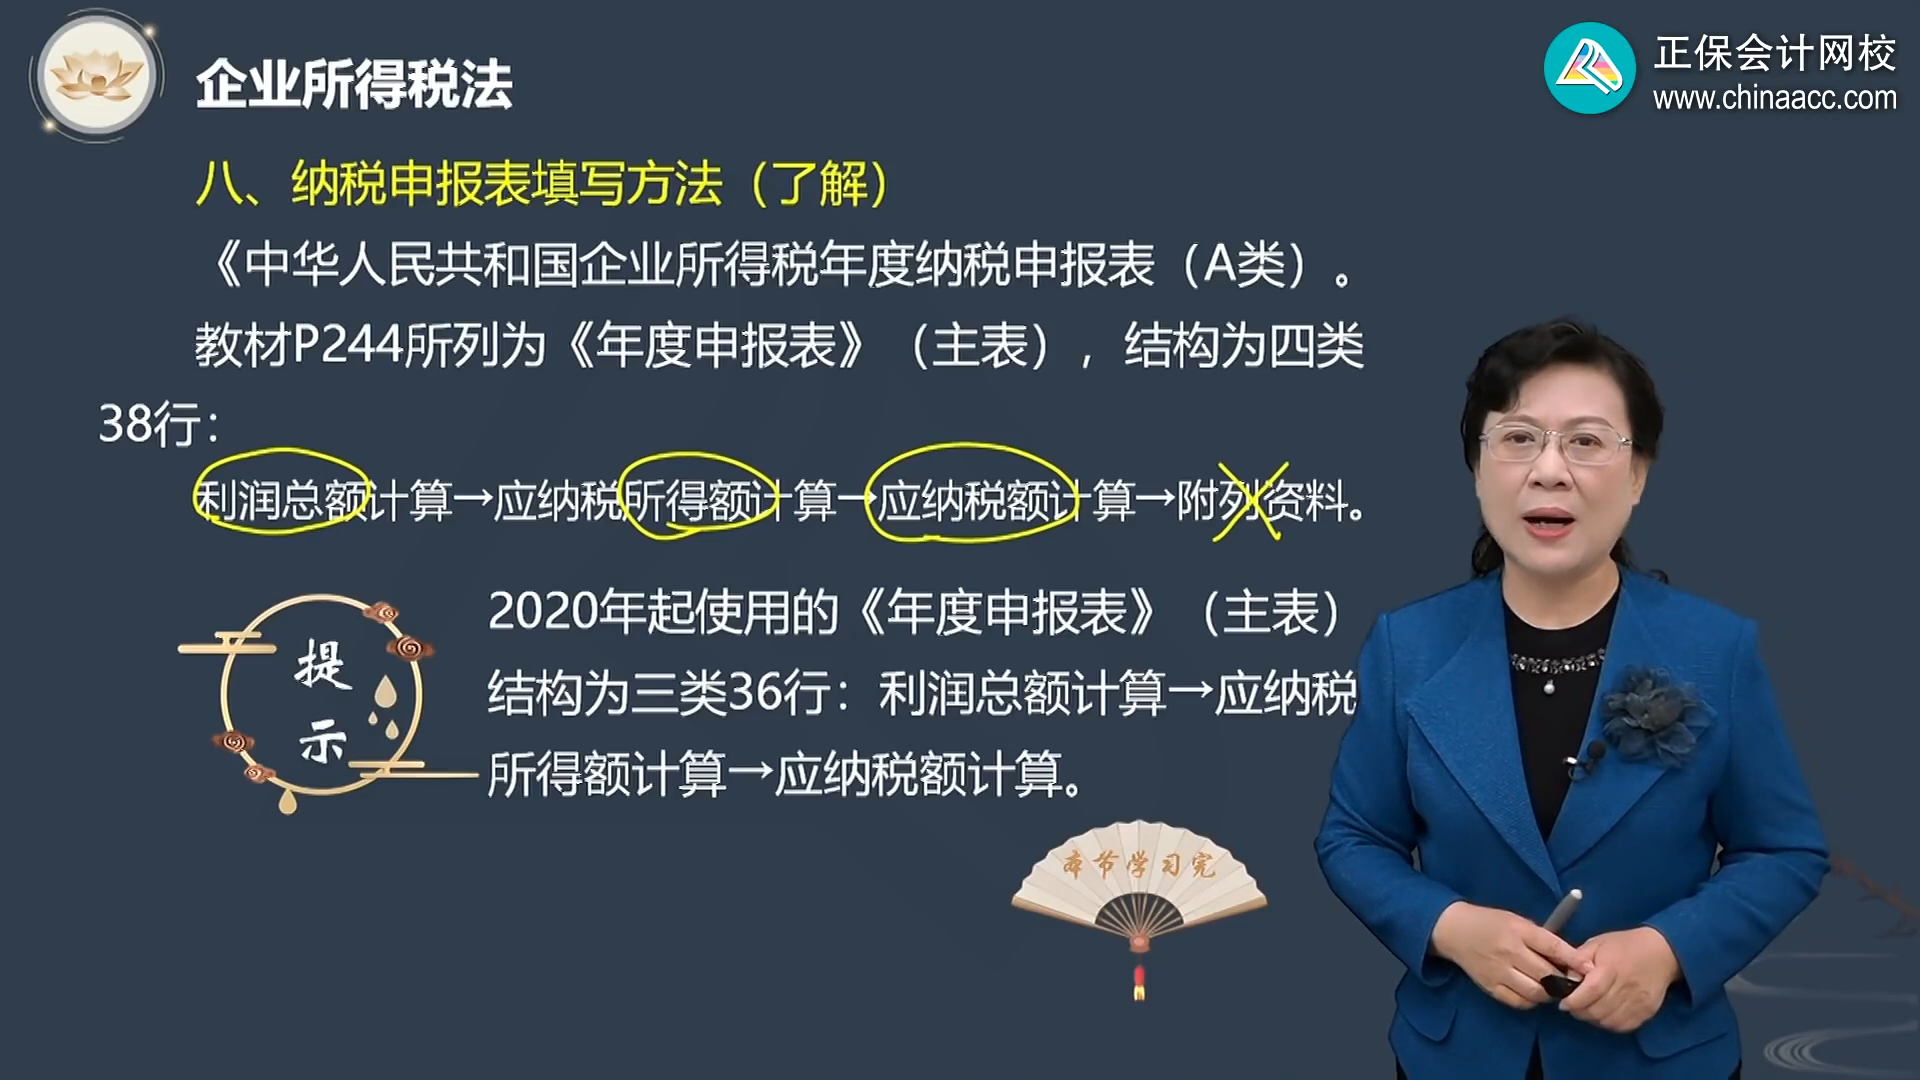 企业所得税法
正保会计网校
www.chinaacc.com
八、纳税申报表填写方法（了解）
《中华人民共和国企业所得税年度纳税申报表（A类）。
教材P244所列为《年度申报表》（主表），结构为四类
38行：
利润总额计算→应纳税所得额计算→应纳税额计算→附列资料。
提示
2020年起使用的《年度申报表》（主表）
结构为三类36行：利润总额计算→应纳税
所得额计算→应纳税额计算。
本节学习完